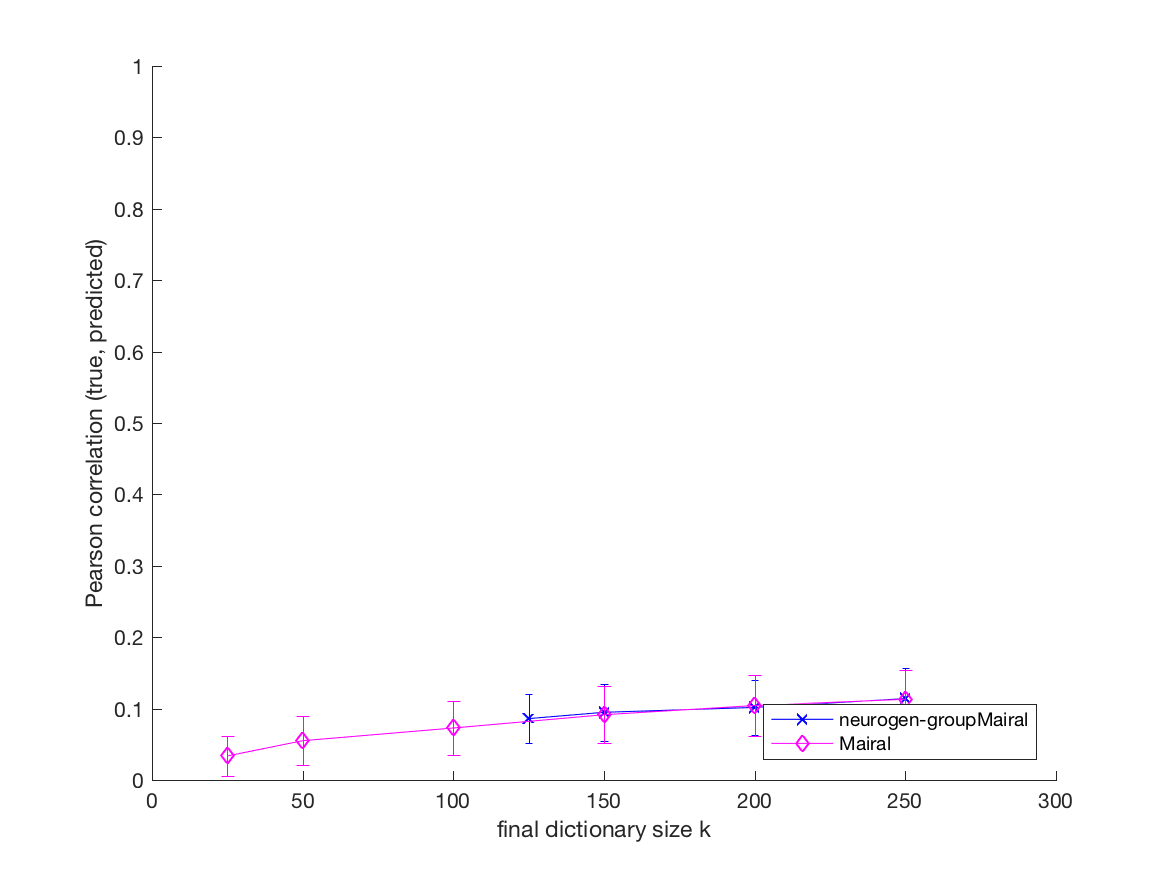 1
0.9
0.8
0.7
0.6
0.5
0.4
0.3
0.2
0.1
0
Pearson correlation (true, predicted)
neurogen-groupMairal
Mairal
0 50 100 150 200 250 300
final dictionary size k